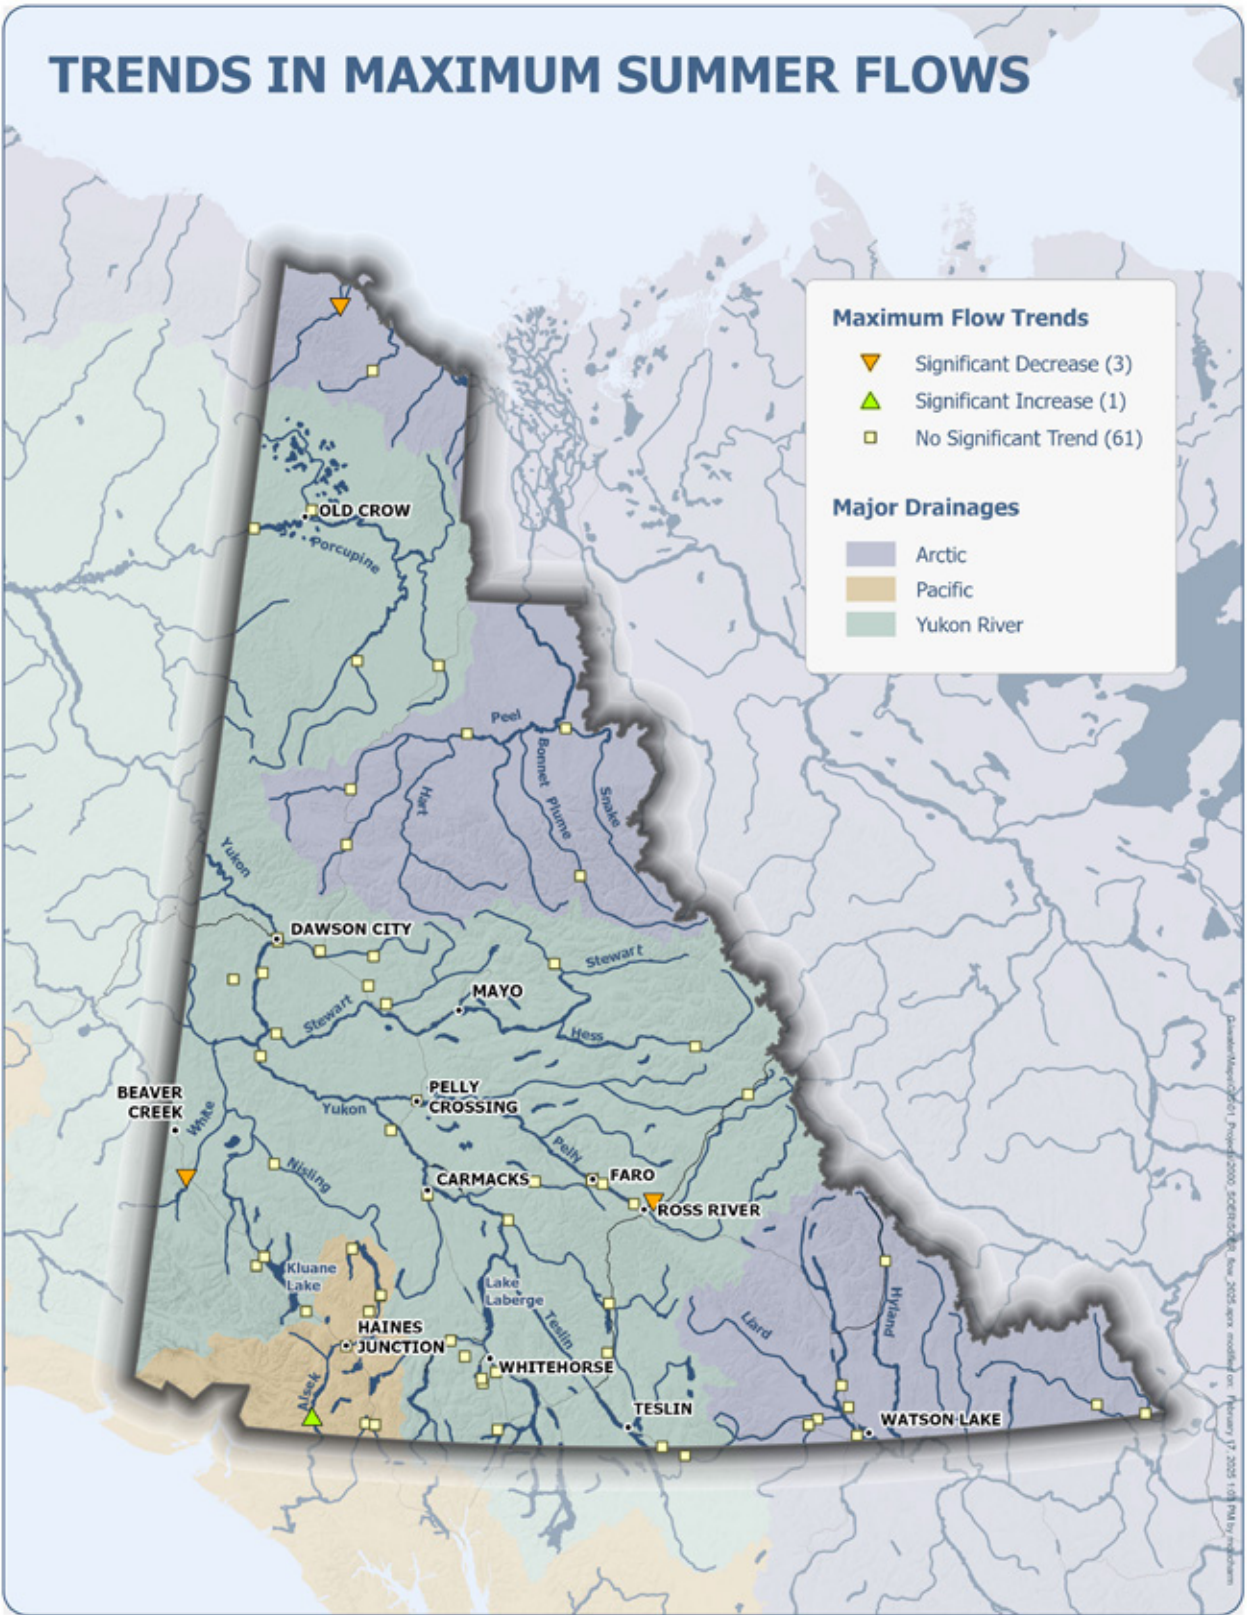 TRENDS IN MAXIMUM SUMMER FLOWS
Maximum Flow Trends
Significant Decrease (3)
Significant Increase (1)
No Significant Trend (61)
Major Drainages
Arctic
Pacific
Yukon River
OLD CROW
Porcupine
Peel
Bonnet Plume
Snake
Hart
Yukon
DAWSON CITY
Stewart
MAYO
Stewart
Hess
BEAVER
CREEK
White
PELLY
CROSSING
Yukon
Pelly
Nisling
CARMACKS
FARO
ROSS RIVER
Kluane
Lake
Lake
Laberge
Teslin
Liard
Hyland
HAINES
JUNCTION
WHITEHORSE
Alsek
TESLIN
WATSON LAKE